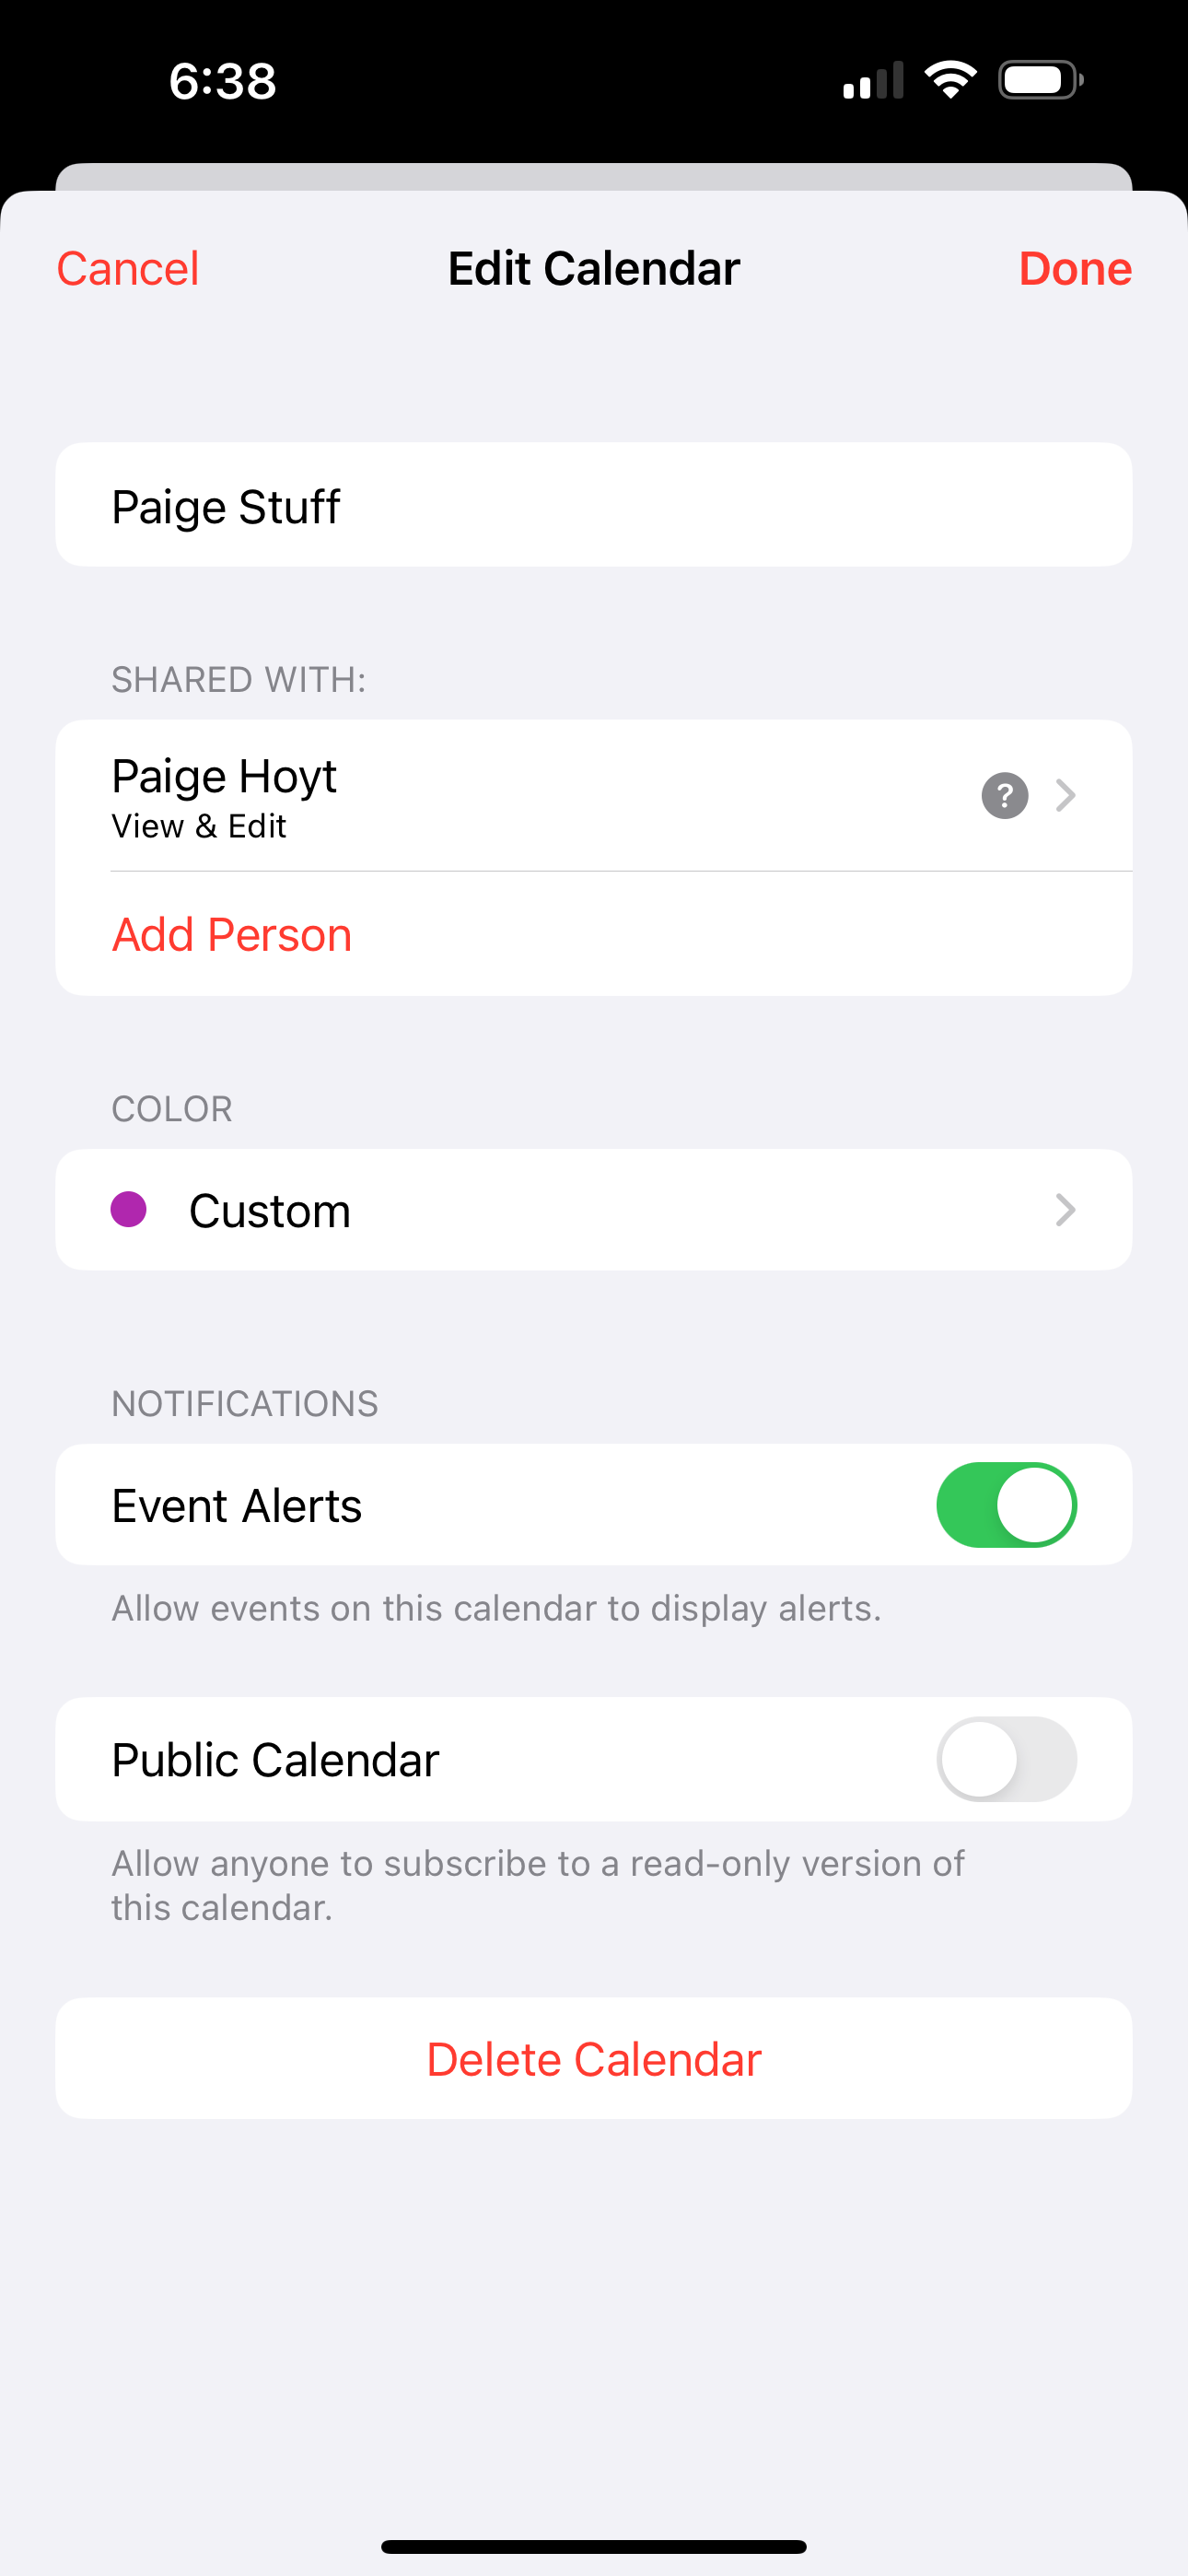 6:38
Cancel
Edit Calendar
Done
Paige Stuff
SHARED WITH:
Paige Hoyt
?
View & Edit
Add Person
COLOR
Custom
NOTIFICATIONS
Event Alerts
Allow events on this calendar to display alerts.
Public Calendar
Allow anyone to subscribe to a read-only version of
this calendar.
Delete Calendar